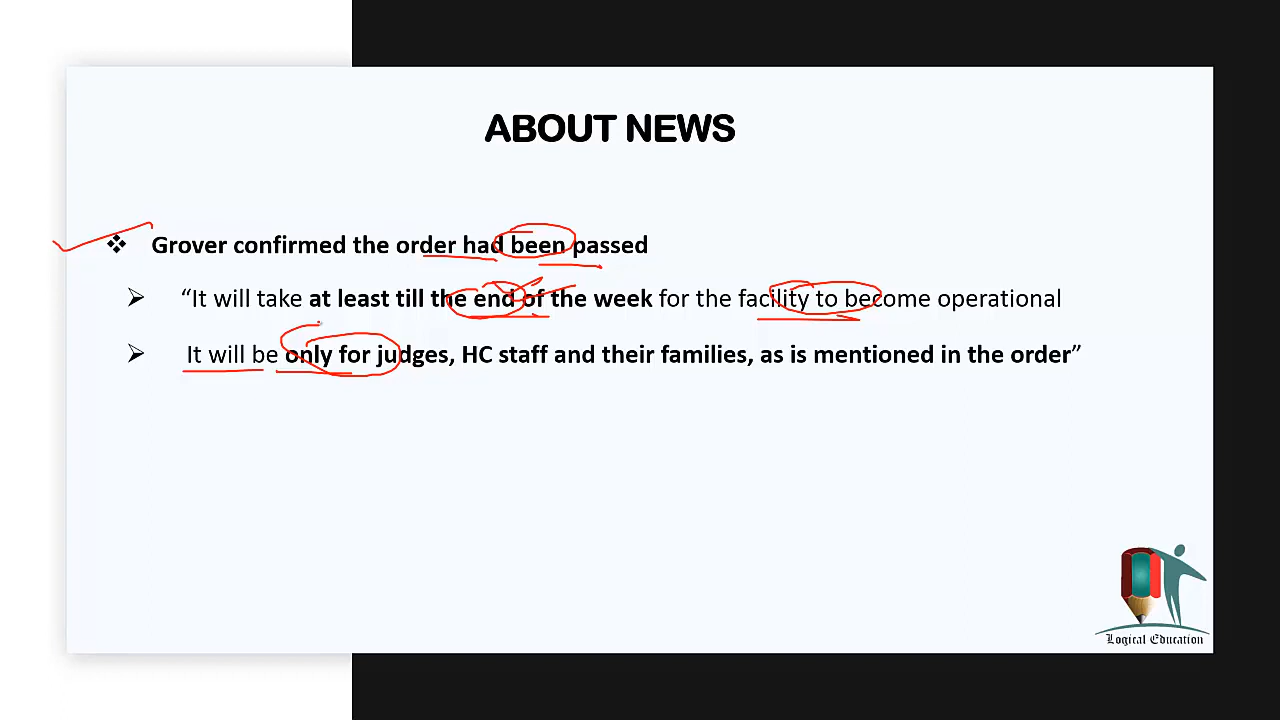 ABOUT NEWS
Grover confirmed the order had been passed
“It will take at least till the end of the week for the facility to become operational
It will be only for judges, HC staff and their families, as is mentioned in the order”
Logical Education